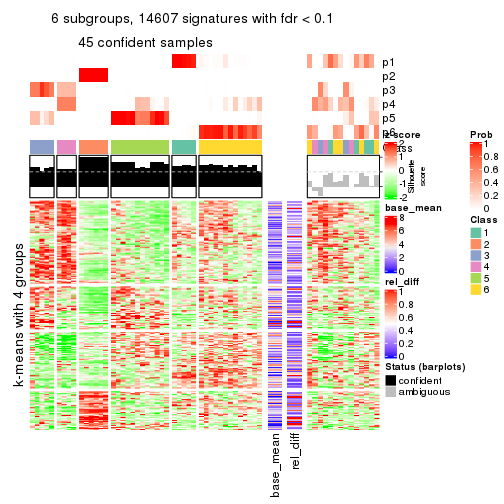 6 subgroups, 14607 signatures with fdr < 0.1
45 confident samples
p1
p2
p3
p4
p5
p6
z-score
2
1
0
-1
-2
Silhouette
score
Prob
1
0.8
0.6
0.4
0.2
0
base_mean
8
6
4
2
0
Class
1
2
3
4
5
6
rel_diff
1
0.8
0.6
0.4
0.2
0
Status (barplots)
confident
ambiguous
k-means with 4 groups
base_mean
rel_diff